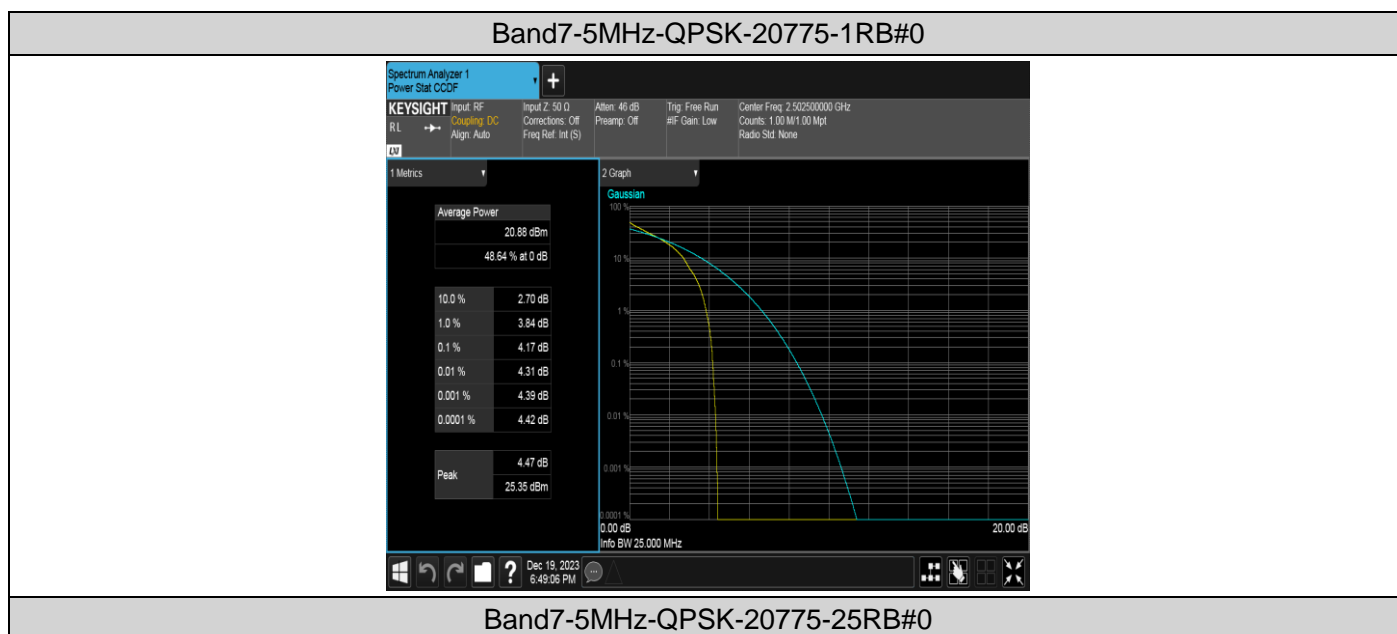 Band7-5MHz-QPSK-20775-1RB#0
Spectrum Analyzer 1
Power Stat CCDF
+
KEYSIGHT
RL
LXI
Input: RF
Coupling: DC
Align: Auto
Input Z: 50 Ω
Corrections: Off
Freq Ref: Int (S)
Atten: 46 dB
Preamp: Off
Trig: Free Run
#IF Gain: Low
Center Freq: 2.502500000 GHz
Counts: 1.00 M/1.00 Mpt
Radio Std: None
1 Metrics
Average Power
20.88 dBm
48.64 % at 0 dB
10.0 % 2.70 dB
1.0 % 3.84 dB
0.1 % 4.17 dB
0.01 % 4.31 dB
0.001 % 4.39 dB
0.0001 % 4.42 dB
Peak 4.47 dB
25.35 dBm
2 Graph
Gaussian
100 %
10 %
1 %
0.1 %
0.01 %
0.001 %
0.0001 %
0.00 dB 20.00 dB
Info BW 25.000 MHz
? Dec 19, 2023
6:49:06 PM
Band7-5MHz-QPSK-20775-25RB#0